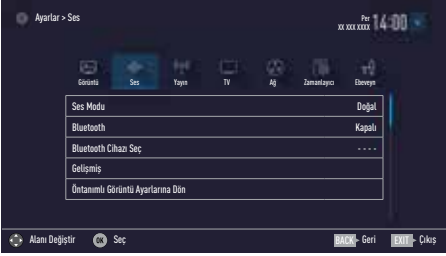 Ayarlar > Ses
Per
xx xxx xxxx 14:00
Görüntü Ses Yayın TV Ağ Zamanlayıcı Ebeveyn
Ses Modu Doğal
Bluetooth Kapalı
Bluetooth Cihazı Seç - - - -
Gelişmiş
Öntanımlı Görüntü Ayarlarına Dön
Alanı Değiştir OK Seç BACK Geri EXIT Çıkış